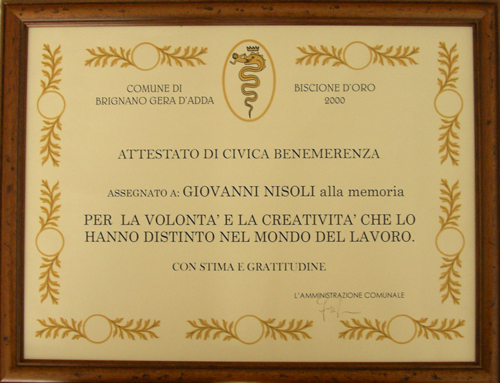 COMUNE DI
BRIGNANO GERA D'ADDA
BISCIONE D'ORO
2000
ATTESTATO DI CIVICA BENEMERENZA
ASSEGNATO A: GIOVANNI NISOLI alla memoria
PER LA VOLONTA' E LA CREATIVITA' CHE LO
HANNO DISTINTO NEL MONDO DEL LAVORO.
CON STIMA E GRATITUDINE
L'AMMINISTRAZIONE COMUNALE